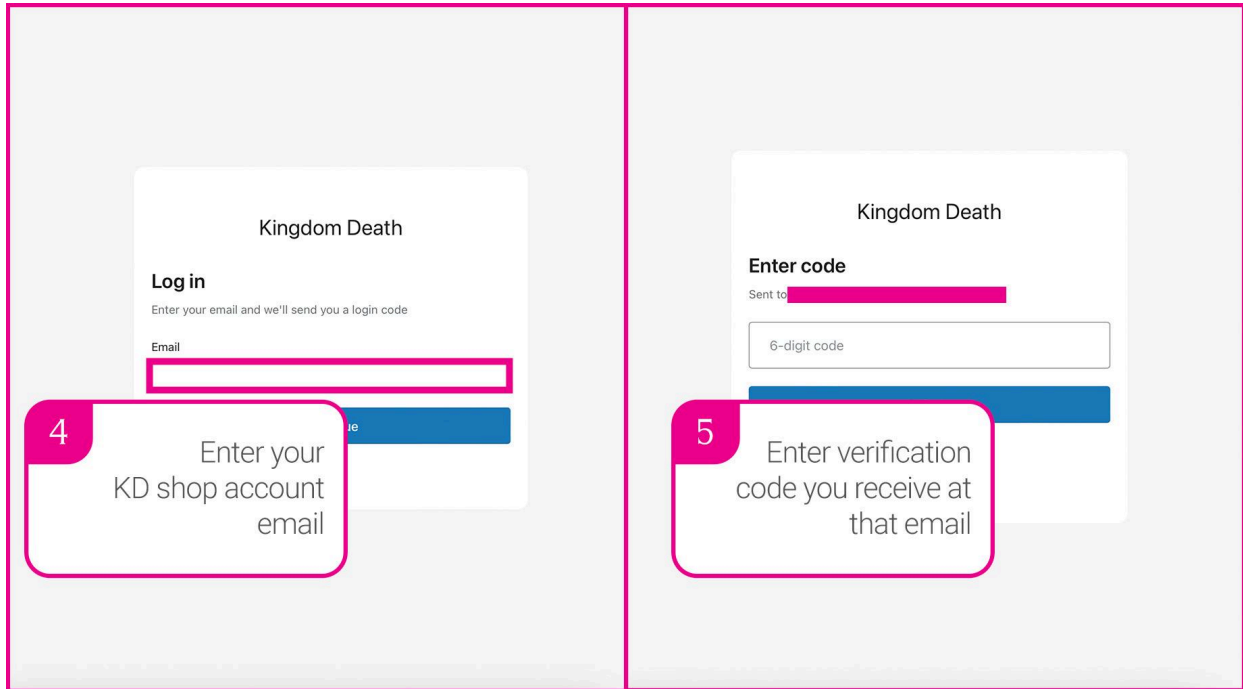 Kingdom Death
Log in
Enter your email and we'll send you a login code
Email
4
Enter your
KD shop account
email
Kingdom Death
Enter code
Sent to
6-digit code
5
Enter verification
code you receive at
that email